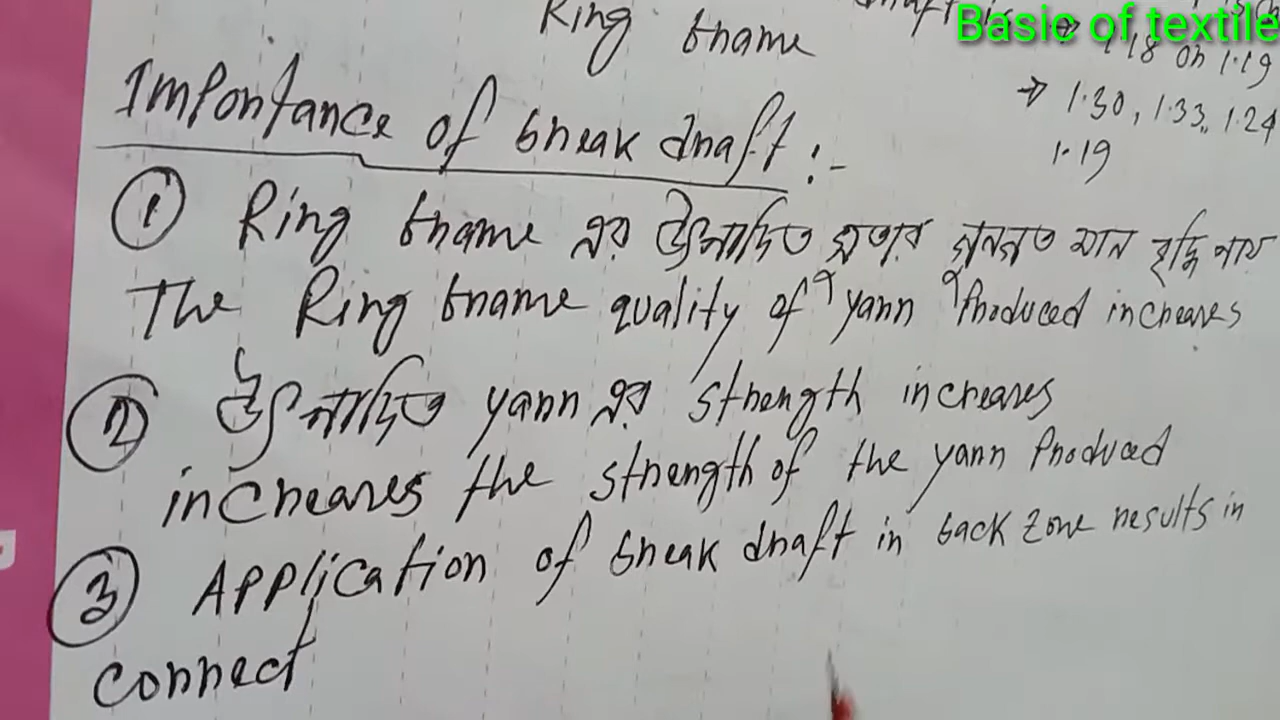 Ring frame
draft is
Basic of textile
→ 1.18 or 1.19
→ 1.30, 1.33, 1.24
1.19
Importance of break draft :-
① Ring frame এর উৎপাদিত সুতার গুনগত মান বৃদ্ধি পায়
The Ring frame quality of yarn Produced increases
② উৎপাদিত yarn এর strength increases
increases the strength of the yarn Produced
③ Application of break draft in back zone results in
correct